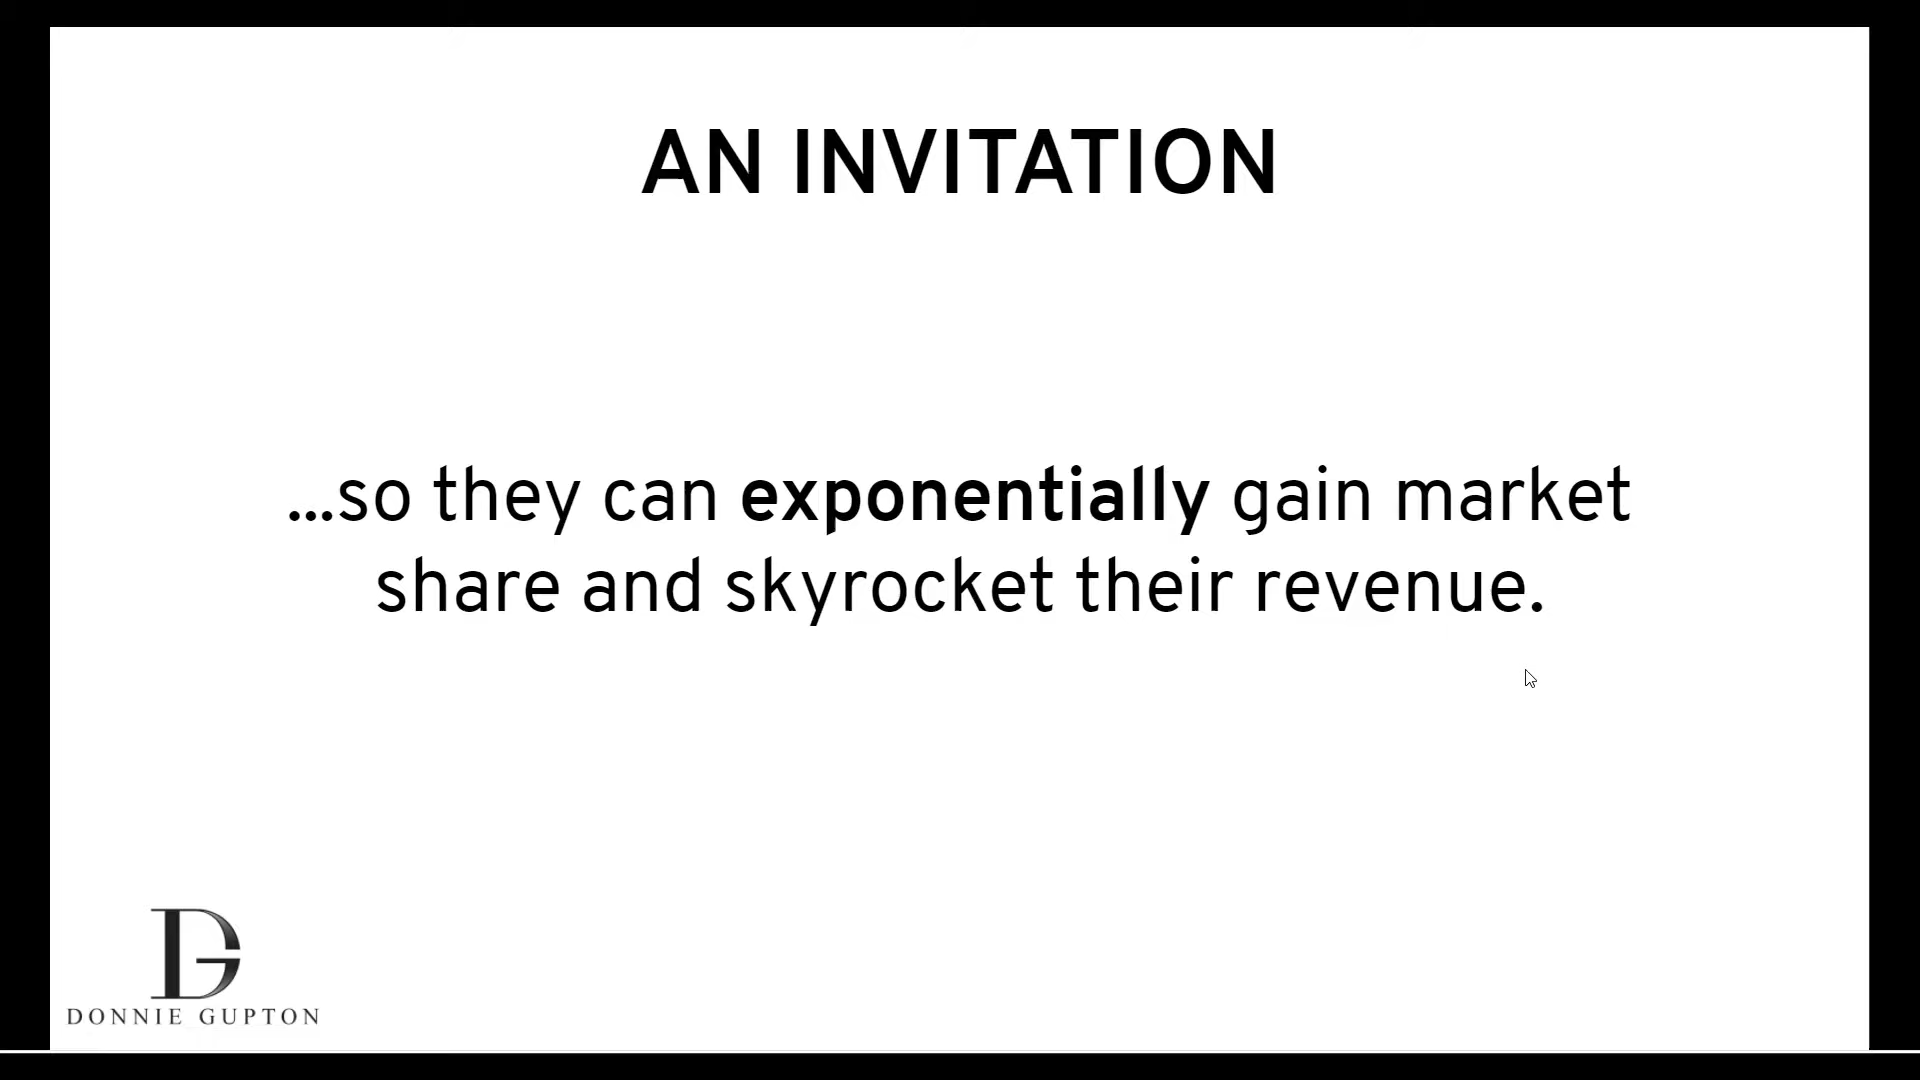 AN INVITATION
...so they can exponentially gain market
share and skyrocket their revenue.
DG
DONNIE GUPTON